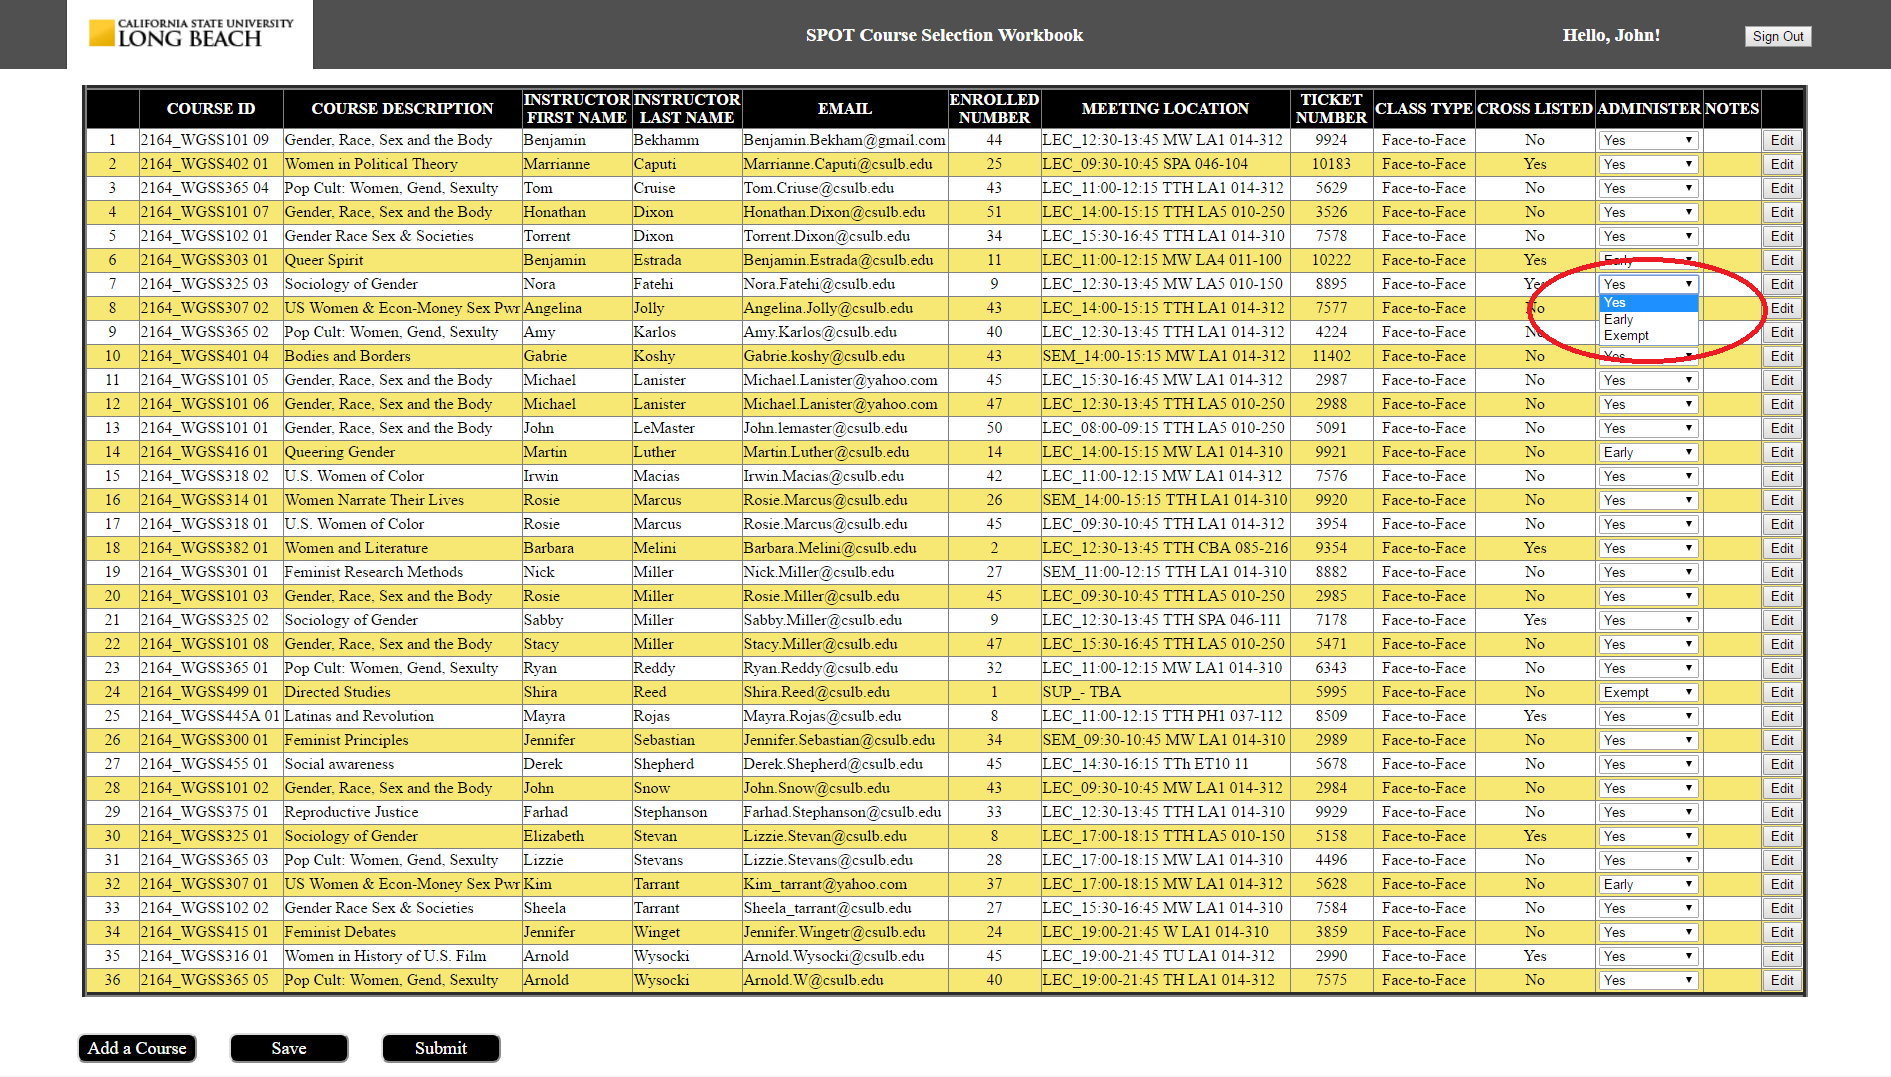 CALIFORNIA STATE UNIVERSITY
LONG BEACH
SPOT Course Selection Workbook
Hello, John!
Sign Out
COURSE ID COURSE DESCRIPTION INSTRUCTOR FIRST NAME INSTRUCTOR LAST NAME EMAIL ENROLLED NUMBER MEETING LOCATION TICKET NUMBER CLASS TYPE CROSS LISTED ADMINISTER NOTES
1 2164_WGSS101 09 Gender, Race, Sex and the Body Benjamin Bekhamm Benjamin.Bekham@gmail.com 44 LEC_12:30-13:45 MW LA1 014-312 9924 Face-to-Face No Yes Edit
2 2164_WGSS402 01 Women in Political Theory Marrianne Caputi Marrianne.Caputi@csulb.edu 25 LEC_09:30-10:45 SPA 046-104 10183 Face-to-Face Yes Yes Edit
3 2164_WGSS365 04 Pop Cult: Women, Gend, Sexulty Tom Cruise Tom.Criuse@csulb.edu 43 LEC_11:00-12:15 TTH LA1 014-312 5629 Face-to-Face No Yes Edit
4 2164_WGSS101 07 Gender, Race, Sex and the Body Honathan Dixon Honathan.Dixon@csulb.edu 51 LEC_14:00-15:15 TTH LA5 010-250 3526 Face-to-Face No Yes Edit
5 2164_WGSS102 01 Gender Race Sex & Societies Torrent Dixon Torrent.Dixon@csulb.edu 34 LEC_15:30-16:45 TTH LA1 014-310 7578 Face-to-Face No Yes Edit
6 2164_WGSS303 01 Queer Spirit Benjamin Estrada Benjamin.Estrada@csulb.edu 11 LEC_11:00-12:15 MW LA4 011-100 10222 Face-to-Face Yes Early Edit
7 2164_WGSS325 03 Sociology of Gender Nora Fatehi Nora.Fatehi@csulb.edu 9 LEC_12:30-13:45 MW LA5 010-150 8895 Face-to-Face Yes Yes Edit
8 2164_WGSS307 02 US Women & Econ-Money Sex Pwr Angelina Jolly Angelina.Jolly@csulb.edu 43 LEC_14:00-15:15 TTH LA1 014-312 7577 Face-to-Face No Yes Edit
Early
9 2164_WGSS365 02 Pop Cult: Women, Gend, Sexulty Amy Karlos Amy.Karlos@csulb.edu 40 LEC_12:30-13:45 TTH LA1 014-312 4224 Face-to-Face No Exempt Edit
10 2164_WGSS401 04 Bodies and Borders Gabrie Koshy Gabrie.koshy@csulb.edu 43 SEM_14:00-15:15 MW LA1 014-312 11402 Face-to-Face No Yes Edit
11 2164_WGSS101 05 Gender, Race, Sex and the Body Michael Lanister Michael.Lanister@yahoo.com 45 LEC_15:30-16:45 MW LA1 014-312 2987 Face-to-Face No Yes Edit
12 2164_WGSS101 06 Gender, Race, Sex and the Body Michael Lanister Michael.Lanister@yahoo.com 47 LEC_12:30-13:45 TTH LA5 010-250 2988 Face-to-Face No Yes Edit
13 2164_WGSS101 01 Gender, Race, Sex and the Body John LeMaster John.lemaster@csulb.edu 50 LEC_08:00-09:15 TTH LA5 010-250 5091 Face-to-Face No Yes Edit
14 2164_WGSS416 01 Queering Gender Martin Luther Martin.Luther@csulb.edu 14 LEC_14:00-15:15 MW LA1 014-310 9921 Face-to-Face No Early Edit
15 2164_WGSS318 02 U.S. Women of Color Irwin Macias Irwin.Macias@csulb.edu 42 LEC_11:00-12:15 MW LA1 014-312 7576 Face-to-Face No Yes Edit
16 2164_WGSS314 01 Women Narrate Their Lives Rosie Marcus Rosie.Marcus@csulb.edu 26 SEM_14:00-15:15 TTH LA1 014-310 9920 Face-to-Face No Yes Edit
17 2164_WGSS318 01 U.S. Women of Color Rosie Marcus Rosie.Marcus@csulb.edu 45 LEC_09:30-10:45 TTH LA1 014-312 3954 Face-to-Face No Yes Edit
18 2164_WGSS382 01 Women and Literature Barbara Melini Barbara.Melini@csulb.edu 2 LEC_12:30-13:45 TTH CBA 085-216 9354 Face-to-Face Yes Yes Edit
19 2164_WGSS301 01 Feminist Research Methods Nick Miller Nick.Miller@csulb.edu 27 SEM_11:00-12:15 TTH LA1 014-310 8882 Face-to-Face No Yes Edit
20 2164_WGSS101 03 Gender, Race, Sex and the Body Rosie Miller Rosie.Miller@csulb.edu 45 LEC_09:30-10:45 TTH LA5 010-250 2985 Face-to-Face No Yes Edit
21 2164_WGSS325 02 Sociology of Gender Sabby Miller Sabby.Miller@csulb.edu 9 LEC_12:30-13:45 TTH SPA 046-111 7178 Face-to-Face Yes Yes Edit
22 2164_WGSS101 08 Gender, Race, Sex and the Body Stacy Miller Stacy.Miller@csulb.edu 47 LEC_15:30-16:45 TTH LA5 010-250 5471 Face-to-Face No Yes Edit
23 2164_WGSS365 01 Pop Cult: Women, Gend, Sexulty Ryan Reddy Ryan.Reddy@csulb.edu 32 LEC_11:00-12:15 MW LA1 014-310 6343 Face-to-Face No Yes Edit
24 2164_WGSS499 01 Directed Studies Shira Reed Shira.Reed@csulb.edu 1 SUP_- TBA 5995 Face-to-Face No Exempt Edit
25 2164_WGSS445A 01 Latinas and Revolution Mayra Rojas Mayra.Rojas@csulb.edu 8 LEC_11:00-12:15 TTH PH1 037-112 8509 Face-to-Face Yes Yes Edit
26 2164_WGSS300 01 Feminist Principles Jennifer Sebastian Jennifer.Sebastian@csulb.edu 34 SEM_09:30-10:45 MW LA1 014-310 2989 Face-to-Face No Yes Edit
27 2164_WGSS455 01 Social awareness Derek Shepherd Derek.Shepherd@csulb.edu 45 LEC_14:30-16:15 TTh ET10 11 5678 Face-to-Face No Yes Edit
28 2164_WGSS101 02 Gender, Race, Sex and the Body John Snow John.Snow@csulb.edu 43 LEC_09:30-10:45 MW LA1 014-312 2984 Face-to-Face No Yes Edit
29 2164_WGSS375 01 Reproductive Justice Farhad Stephanson Farhad.Stephanson@csulb.edu 33 LEC_12:30-13:45 TTH LA1 014-310 9929 Face-to-Face No Yes Edit
30 2164_WGSS325 01 Sociology of Gender Elizabeth Stevan Lizzie.Stevan@csulb.edu 8 LEC_17:00-18:15 TTH LA5 010-150 5158 Face-to-Face Yes Yes Edit
31 2164_WGSS365 03 Pop Cult: Women, Gend, Sexulty Lizzie Stevans Lizzie.Stevans@csulb.edu 28 LEC_17:00-18:15 MW LA1 014-310 4496 Face-to-Face No Yes Edit
32 2164_WGSS307 01 US Women & Econ-Money Sex Pwr Kim Tarrant Kim_tarrant@yahoo.com 37 LEC_17:00-18:15 MW LA1 014-312 5628 Face-to-Face No Early Edit
33 2164_WGSS102 02 Gender Race Sex & Societies Sheela Tarrant Sheela_tarrant@csulb.edu 27 LEC_15:30-16:45 MW LA1 014-310 7584 Face-to-Face No Yes Edit
34 2164_WGSS415 01 Feminist Debates Jennifer Winget Jennifer.Wingetr@csulb.edu 24 LEC_19:00-21:45 W LA1 014-310 3859 Face-to-Face No Yes Edit
35 2164_WGSS316 01 Women in History of U.S. Film Arnold Wysocki Arnold.Wysocki@csulb.edu 45 LEC_19:00-21:45 TU LA1 014-312 2990 Face-to-Face Yes Yes Edit
36 2164_WGSS365 05 Pop Cult: Women, Gend, Sexulty Arnold Wysocki Arnold.W@csulb.edu 40 LEC_19:00-21:45 TH LA1 014-312 7575 Face-to-Face No Yes Edit
Add a Course Save Submit